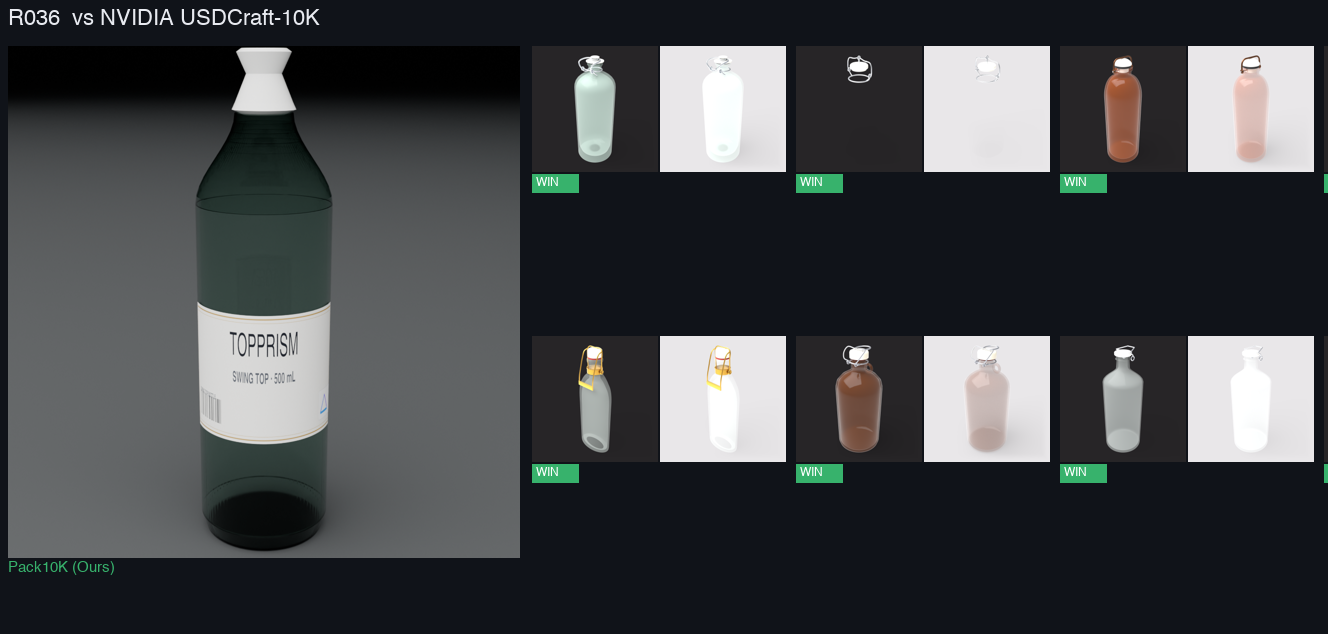 R036 vs NVIDIA USDCraft-10K
TOPPRISM
SWING TOP · 500 mL
Pack10K (Ours)
WIN
WIN
WIN
WIN
WIN
WIN